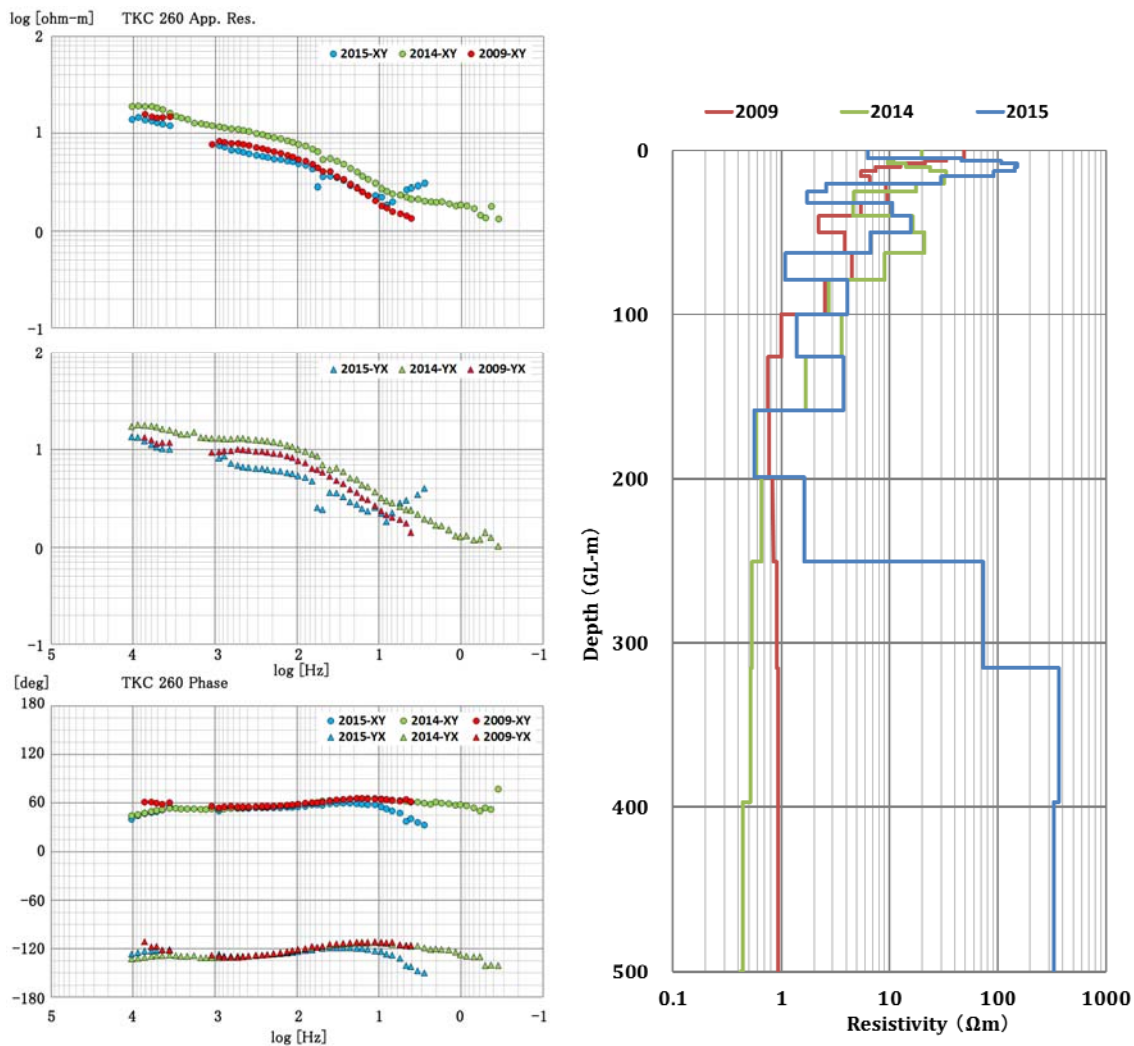 log [ohm-m] TKC 260 App. Res.
2
2015-XY 2014-XY 2009-XY
1
0
-1
2
2015-YX 2014-YX 2009-YX
1
0
-1
5 4 3 2 1 0 -1
log [Hz]
[deg] TKC 260 Phase
180
2015-XY 2014-XY 2009-XY
2015-YX 2014-YX 2009-YX
120
60
0
-60
-120
-180
5 4 3 2 1 0 -1
log [Hz]
2009 2014 2015
0
100
200
300
400
500
Depth (GL-m)
0.1 1 10 100 1000
Resistivity (Ωm)